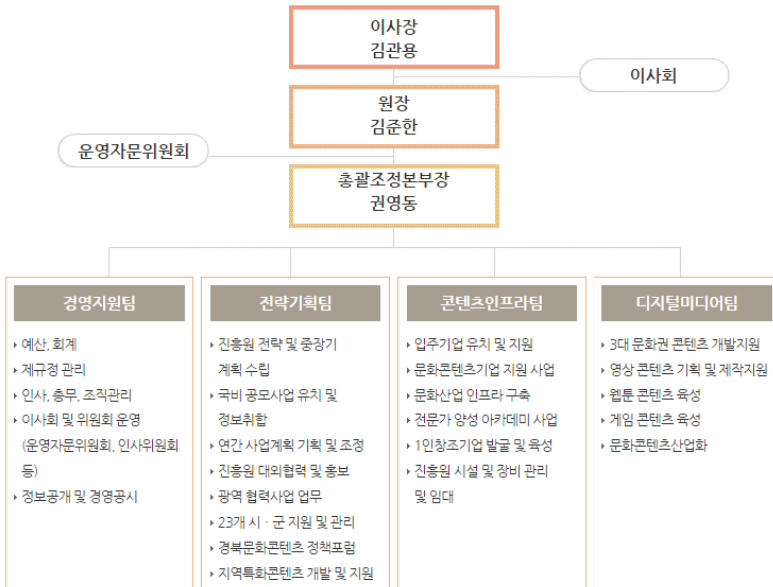 이사장
김관용
이사회
원장
김준한
운영자문위원회
총괄조정본부장
권영동
경영지원팀
예산, 회계
제규정 관리
인사, 총무, 조직관리
이사회 및 위원회 운영
(운영자문위원회, 인사위원회
등)
정보공개 및 경영공시
전략기획팀
진흥원 전략 및 중장기
계획 수립
국비 공모사업 유치 및
정보취합
연간 사업계획 기획 및 조정
진흥원 대외협력 및 홍보
광역 협력사업 업무
23개 시 · 군 지원 및 관리
경북문화콘텐츠 정책포럼
지역특화콘텐츠 개발 및 지원
콘텐츠인프라팀
입주기업 유치 및 지원
문화콘텐츠기업 지원 사업
문화산업 인프라 구축
전문가 양성 아카데미 사업
1인창조기업 발굴 및 육성
진흥원 시설 및 장비 관리
및 임대
디지털미디어팀
3대 문화권 콘텐츠 개발지원
영상 콘텐츠 기획 및 제작지원
웹툰 콘텐츠 육성
게임 콘텐츠 육성
문화콘텐츠산업화